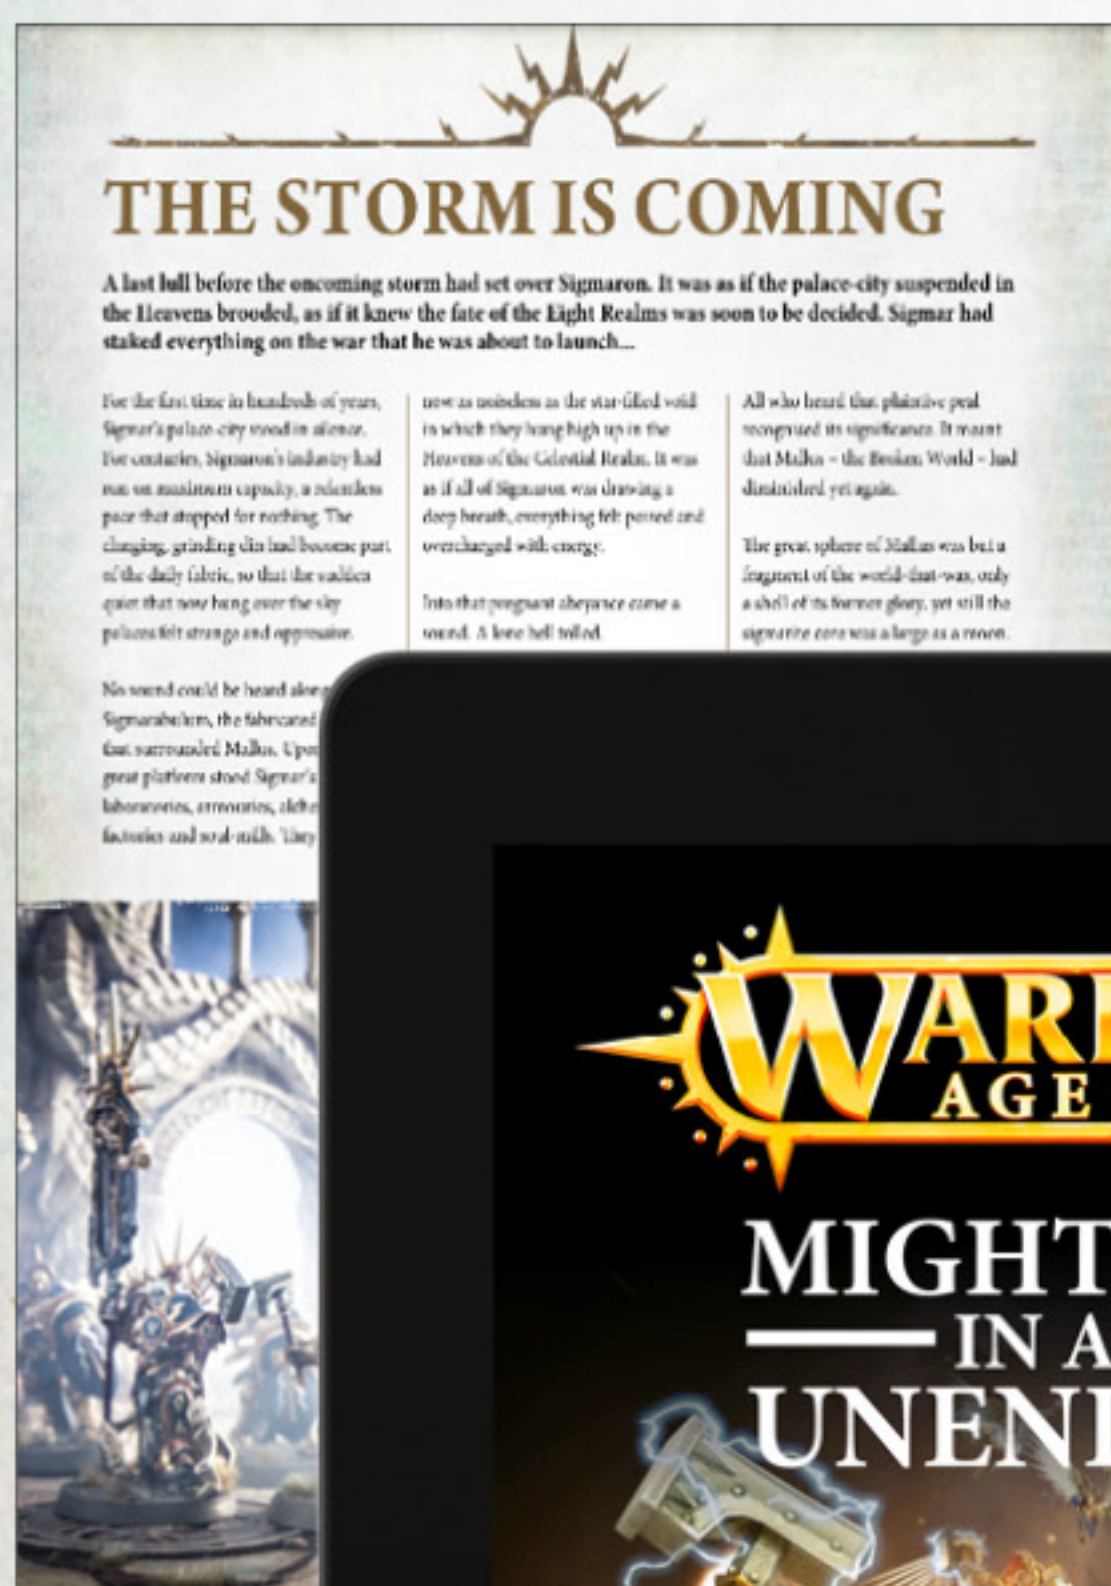 THE STORM IS COMING
A last lull before the oncoming storm had set over Sigmaron. It was as if the palace-city suspended in
the Heavens brooded, as if it knew the fate of the Eight Realms was soon to be decided. Sigmar had
staked everything on the war that he was about to launch...
For the first time in hundreds of years,
Sigmar's palace-city stood in silence.
For centuries, Sigmaron's industry had
run on maximum capacity, a relentless
pace that stopped for nothing. The
clanging, grinding din had become part
of the daily fabric, so that the sudden
quiet that now hung over the sky
palaces felt strange and oppressive.
No sound could be heard along
Sigmarabulum, the fabricated
that surrounded Mallus. Upon
great platform stood Sigmar's
laboratories, armouries, alche
factories and soul-mills. They
now as noiseless as the star-filled void
in which they hung high up in the
Heavens of the Celestial Realm. It was
as if all of Sigmaron was drawing a
deep breath, everything felt poised and
overcharged with energy.
Into that pregnant abeyance came a
sound. A lone bell tolled.
All who heard that plaintive peal
recognised its significance. It meant
that Mallus – the Broken World – had
diminished yet again.
The great sphere of Mallus was but a
fragment of the world-that-was, only
a shell of its former glory, yet still the
sigmarite core was a large as a moon.
WAR
AGE
MIGHT
IN A
UNEN